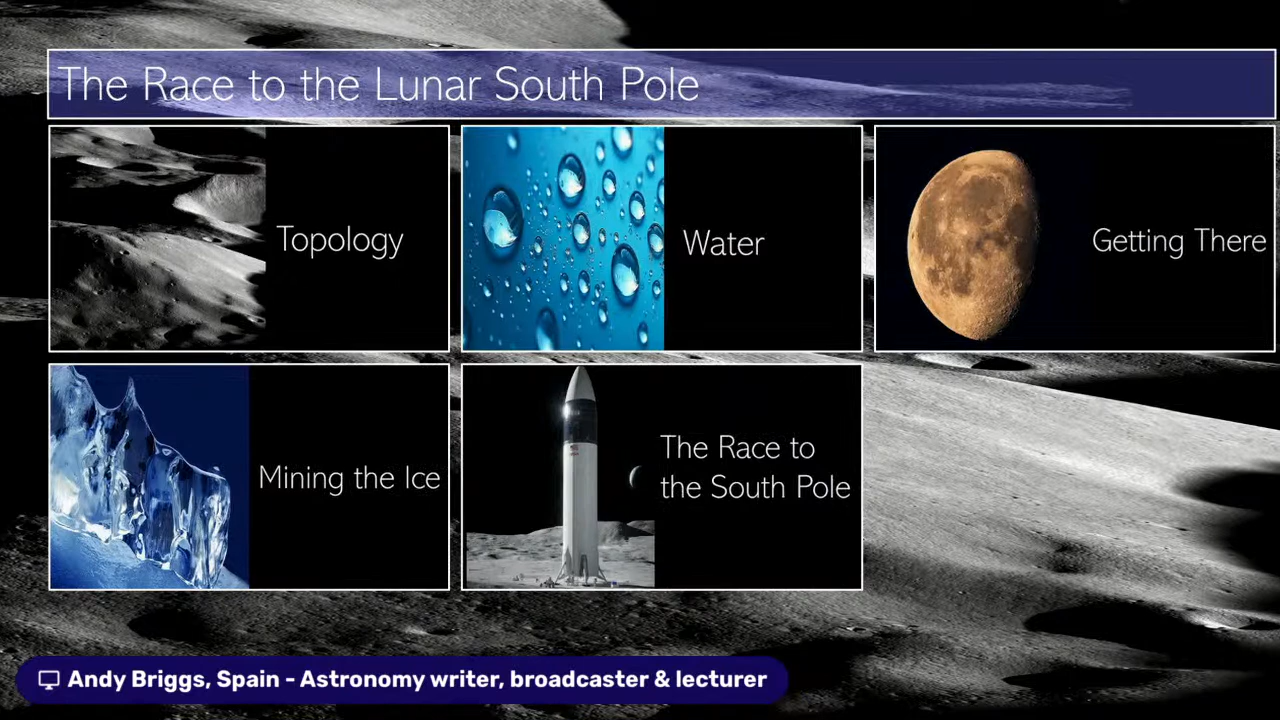 The Race to the Lunar South Pole
Topology
Water
Getting There
Mining the Ice
The Race to
the South Pole
Andy Briggs, Spain - Astronomy writer, broadcaster & lecturer